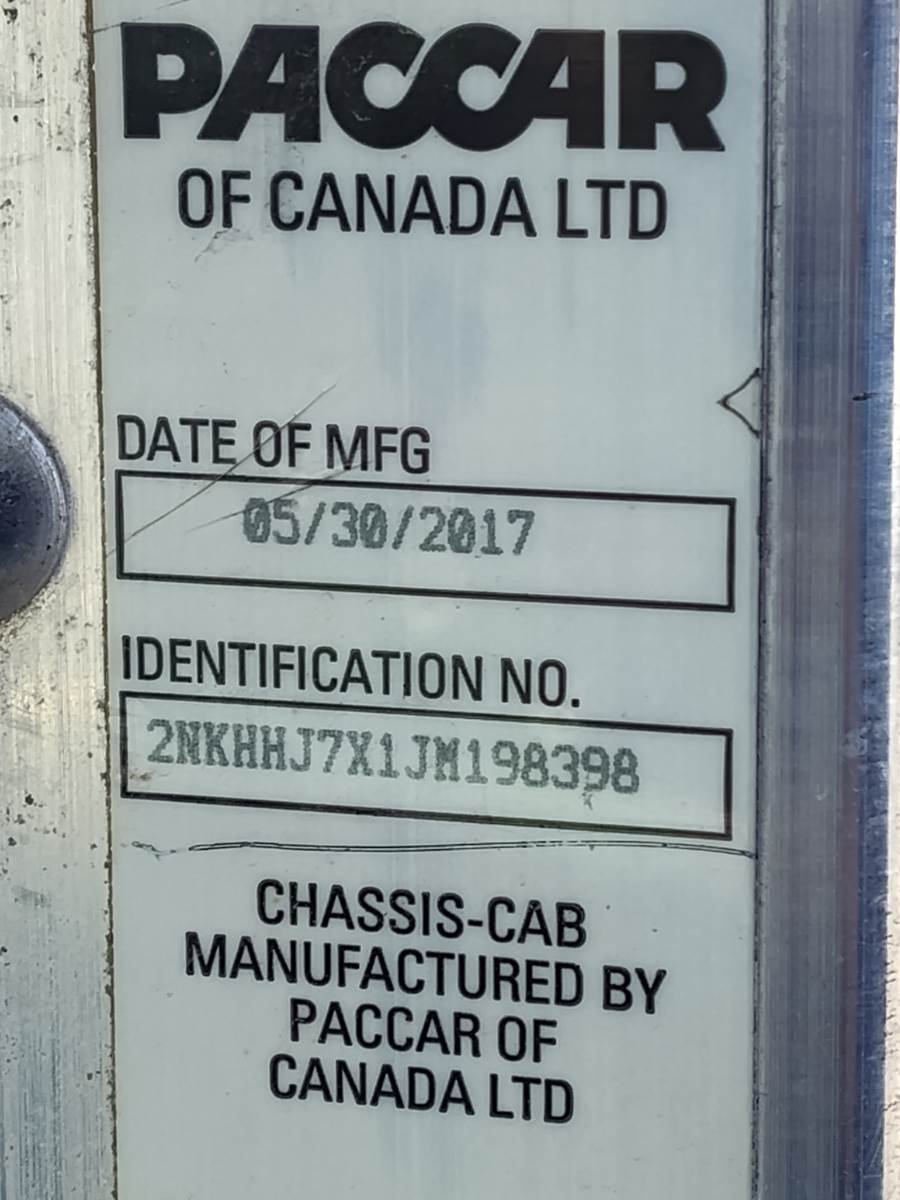 PACCAR
OF CANADA LTD
DATE OF MFG
05/30/2017
IDENTIFICATION NO.
2NKHHJ7X1JM198398
CHASSIS-CAB
MANUFACTURED BY
PACCAR OF
CANADA LTD